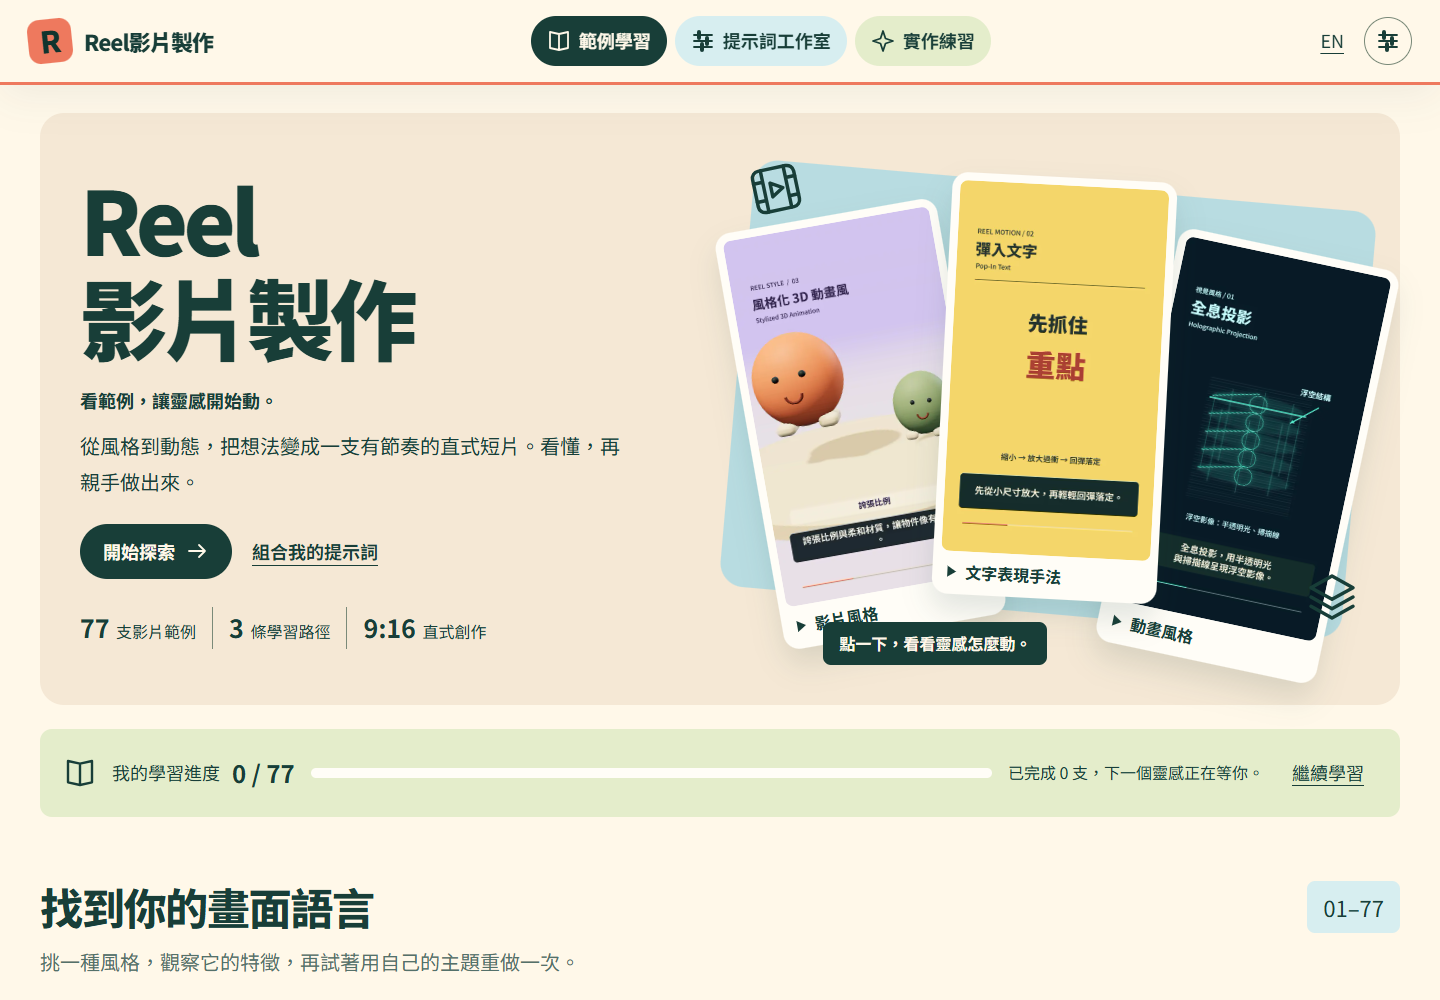 R
Reel影片製作
範例學習
提示詞工作室
實作練習
EN
Reel
影片製作
看範例，讓靈感開始動。
從風格到動態，把想法變成一支有節奏的直式短片。看懂，再
親手做出來。
開始探索
組合我的提示詞
77 支影片範例
3 條學習路徑
9:16 直式創作
REEL STYLE / 03
風格化 3D 動畫風
Stylized 3D Animation
誇張比例
誇張比例與柔和材質，讓物件像有
。
影片風格
REEL MOTION / 02
彈入文字
Pop-In Text
先抓住
重點
縮小 → 放大過衝 → 回彈落定
先從小尺寸放大，再輕輕回彈落定。
文字表現手法
視覺風格 / 01
全息投影
Holographic Projection
浮空結構
浮空影像：半透明光、掃描線
全息投影，用半透明光
與掃描線呈現浮空影像。
動畫風格
點一下，看看靈感怎麼動。
我的學習進度 0 / 77
已完成 0 支，下一個靈感正在等你。
繼續學習
找到你的畫面語言
01–77
挑一種風格，觀察它的特徵，再試著用自己的主題重做一次。